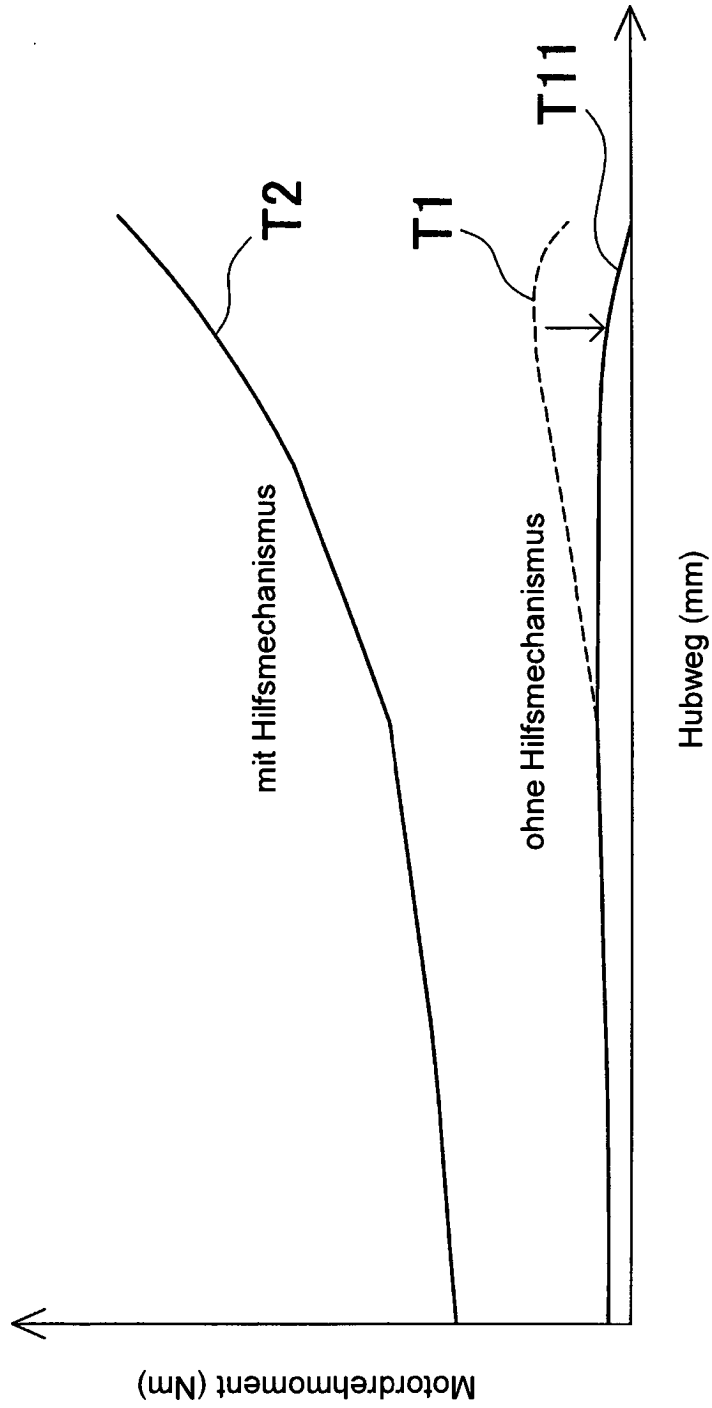 Motordrehmoment (Nm)
mit Hilfsmechanismus
T2
T1
ohne Hilfsmechanismus
T11
Hubweg (mm)